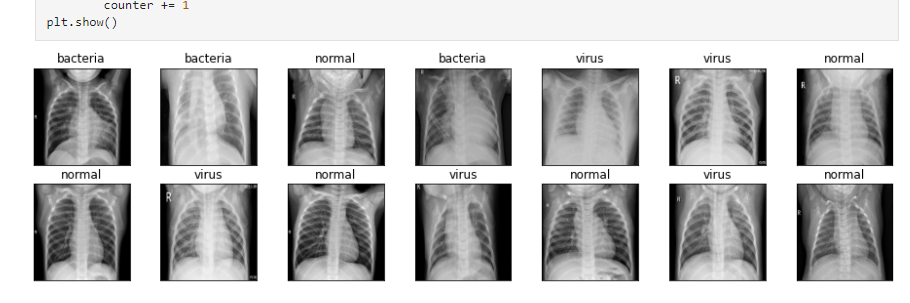 counter += 1
plt.show()
bacteria bacteria normal bacteria virus virus normal
R
R
normal virus normal virus normal virus normal
R